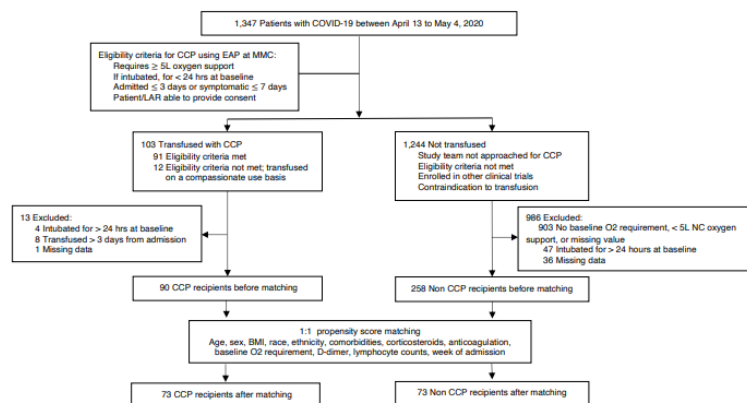 1,347 Patients with COVID-19 between April 13 to May 4, 2020
Eligibility criteria for CCP using EAP at MMC:
Requires ≥ 5L oxygen support
If intubated, for < 24 hrs at baseline
Admitted ≤ 3 days or symptomatic ≤ 7 days
Patient/LAR able to provide consent
103 Transfused with CCP
91 Eligibility criteria met
12 Eligibility criteria not met; transfused
on a compassionate use basis
1,244 Not transfused
Study team not approached for CCP
Eligibility criteria not met
Enrolled in other clinical trials
Contraindication to transfusion
13 Excluded:
4 Intubated for > 24 hrs at baseline
8 Transfused > 3 days from admission
1 Missing data
986 Excluded:
903 No baseline O2 requirement, < 5L NC oxygen
support, or missing value
47 Intubated for > 24 hours at baseline
36 Missing data
90 CCP recipients before matching
258 Non CCP recipients before matching
1:1 propensity score matching
Age, sex, BMI, race, ethnicity, comorbidities, corticosteroids, anticoagulation,
baseline O2 requirement, D-dimer, lymphocyte counts, week of admission
73 CCP recipients after matching
73 Non CCP recipients after matching